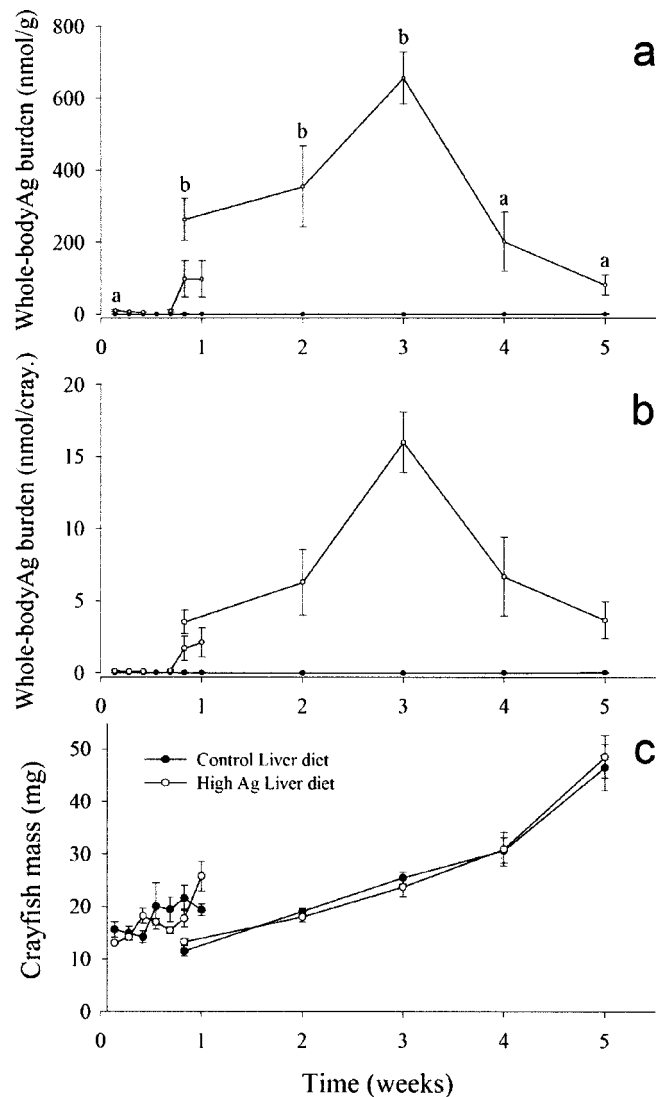 a
Whole-bodyAg burden (nmol/g)
800
600
400
200
0
a
b
b
b
a
a
0 1 2 3 4 5
b
Whole-bodyAg burden (nmol/cray.)
20
15
10
5
0
0 1 2 3 4 5
c
Crayfish mass (mg)
50
40
30
20
10
0
Control Liver diet
High Ag Liver diet
0 1 2 3 4 5
Time (weeks)